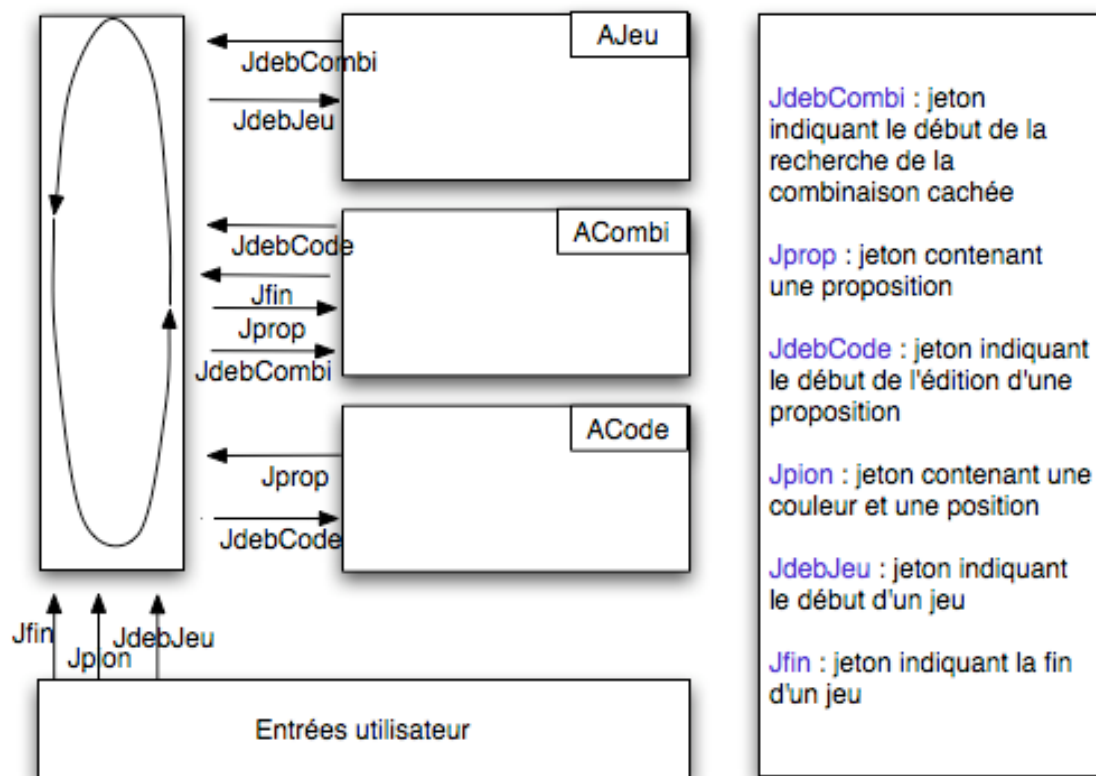 AJeu
JdebCombi
JdebJeu
ACombi
JdebCode
Jfin
Jprop
JdebCombi
ACode
Jprop
JdebCode
Jfin
Jpion
JdebJeu
Entrées utilisateur
JdebCombi : jeton
indiquant le début de la
recherche de la
combinaison cachée
Jprop : jeton contenant
une proposition
JdebCode : jeton indiquant
le début de l'édition d'une
proposition
Jpion : jeton contenant une
couleur et une position
JdebJeu : jeton indiquant
le début d'un jeu
Jfin : jeton indiquant la fin
d'un jeu